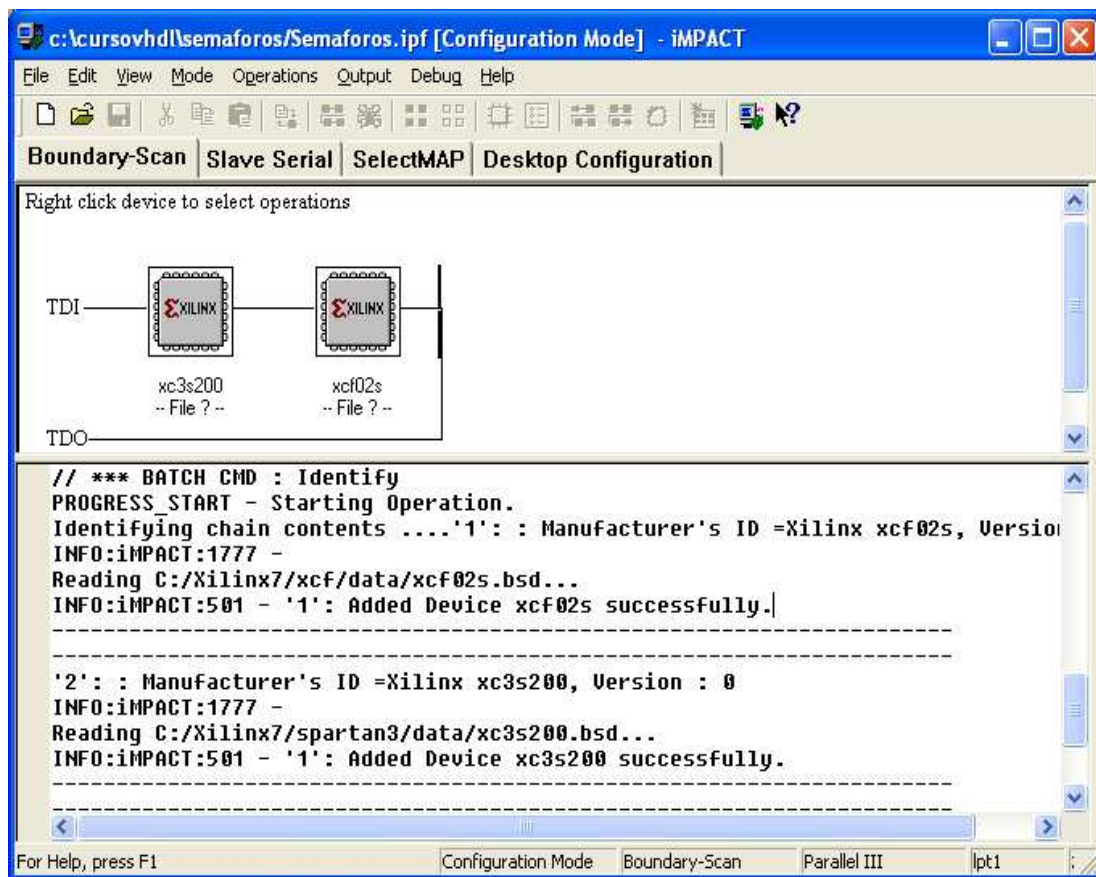 c:\cursovhdl\semaforos/Semaforos.ipf [Configuration Mode] - iMPACT
File Edit View Mode Operations Output Debug Help
Boundary-Scan Slave Serial SelectMAP Desktop Configuration
Right click device to select operations
TDI XILINX XILINX
xc3s200 xcf02s
-- File ? -- -- File ? --
TDO
// *** BATCH CMD : Identify
PROGRESS_START - Starting Operation.
Identifying chain contents ....'1': : Manufacturer's ID =Xilinx xcf02s, Version
INFO:iMPACT:1777 -
Reading C:/Xilinx7/xcf/data/xcf02s.bsd...
INFO:iMPACT:501 - '1': Added Device xcf02s successfully.
----------------------------------------------------------------------
----------------------------------------------------------------------
'2': : Manufacturer's ID =Xilinx xc3s200, Version : 0
INFO:iMPACT:1777 -
Reading C:/Xilinx7/spartan3/data/xc3s200.bsd...
INFO:iMPACT:501 - '1': Added Device xc3s200 successfully.
----------------------------------------------------------------------
----------------------------------------------------------------------
For Help, press F1 Configuration Mode Boundary-Scan Parallel III lpt1